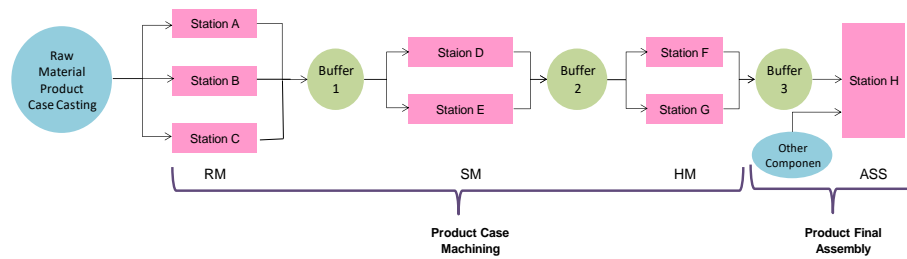 Raw
Material
Product
Case Casting
Station A
Station B
Station C
Buffer
1
Staion D
Station E
Buffer
2
Station F
Station G
Buffer
3
Station H
Other
Componen
RM
SM
HM
ASS
Product Case
Machining
Product Final
Assembly